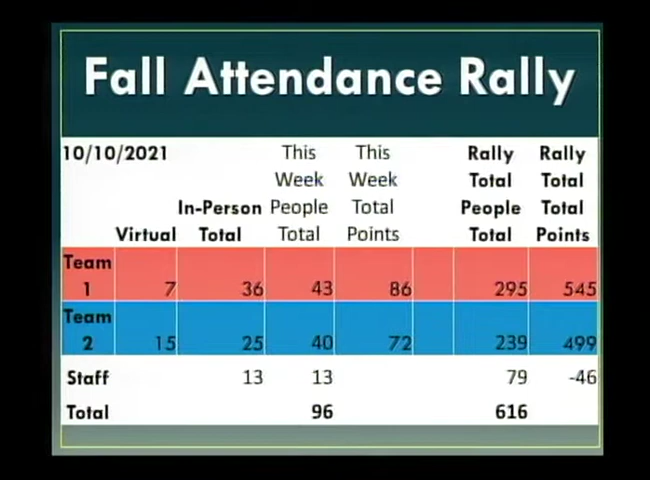 Fall Attendance Rally
10/10/2021 This This Rally Rally
Week Week Total Total
In-Person People Total People Total
Virtual Total Total Points Total Points
Team
1 7 36 43 86 295 545
Team
2 15 25 40 72 239 499
Staff 13 13 79 -46
Total 96 616